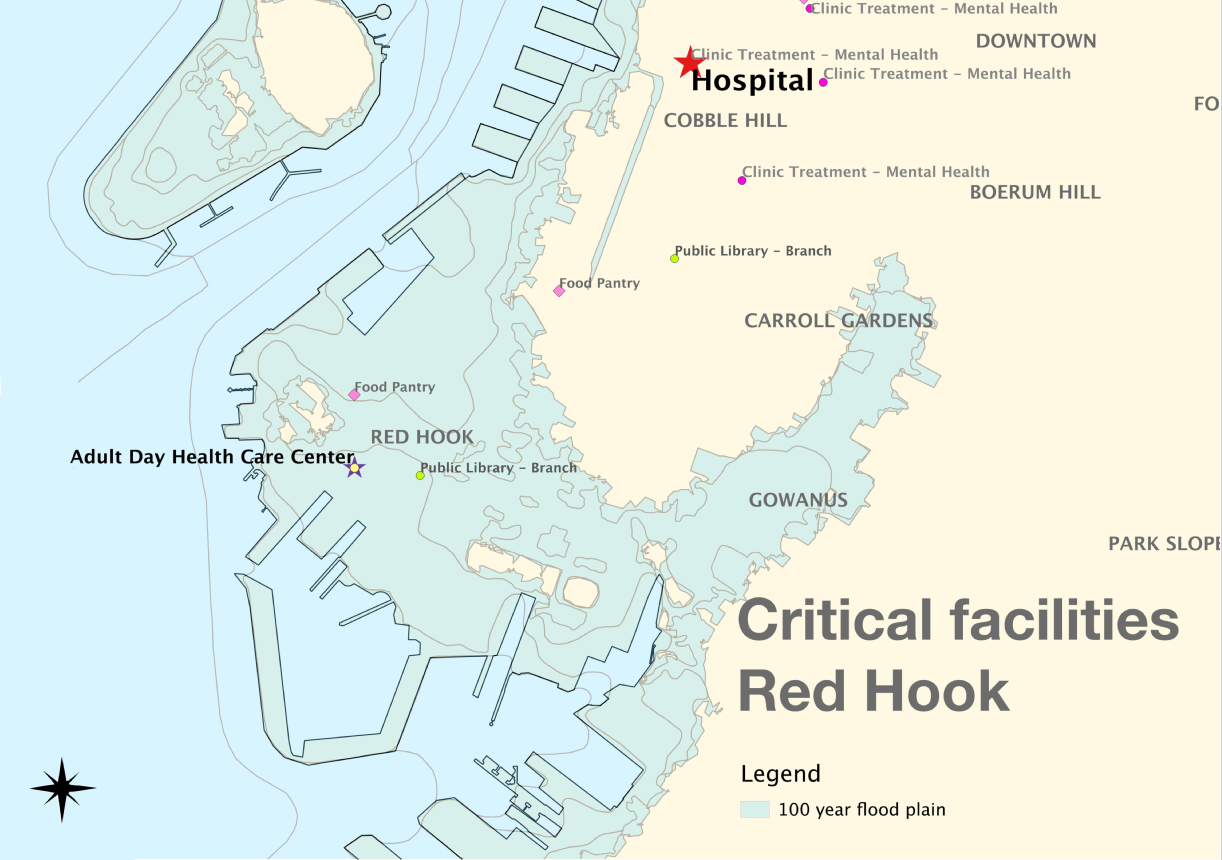 Clinic Treatment – Mental Health
DOWNTOWN
Clinic Treatment – Mental Health
Clinic Treatment – Mental Health
Hospital
FO
COBBLE HILL
Clinic Treatment – Mental Health
BOERUM HILL
Public Library – Branch
Food Pantry
CARROLL GARDENS
Food Pantry
RED HOOK
Adult Day Health Care Center
Public Library – Branch
GOWANUS
PARK SLOPE
Critical facilities
Red Hook
Legend
100 year flood plain